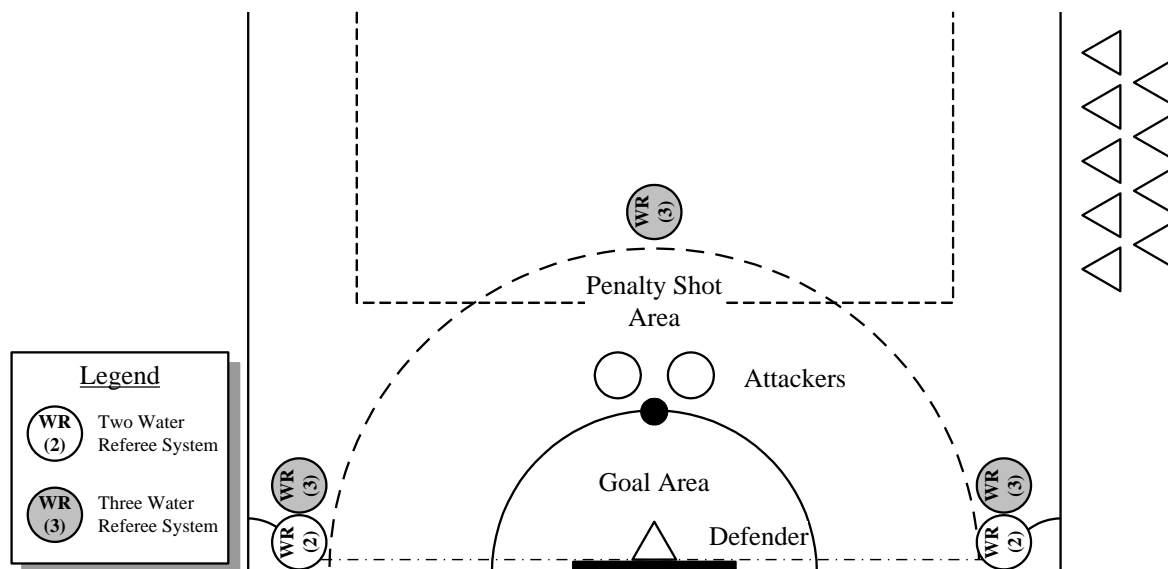 WR
(3)
Penalty Shot
Area
Attackers
Legend
WR
(2)
Two Water
Referee System
WR
(3)
Three Water
Referee System
WR
(3)
WR
(2)
Goal Area
Defender
WR
(3)
WR
(2)